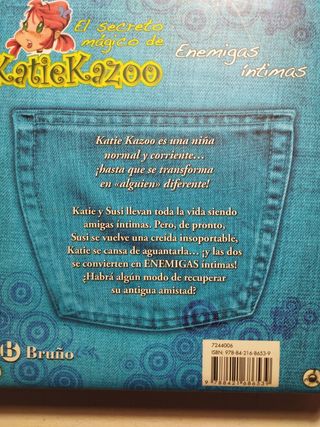 El secreto
mágico de
KatieKazoo
Enemigas
íntimas
Katie Kazoo es una niña
normal y corriente...
¡hasta que se transforma
en «alguien» diferente!
Katie y Susi llevan toda la vida siendo
amigas íntimas. Pero, de pronto,
Susi se vuelve una creída insoportable,
Katie se cansa de aguantarla... ¡y las dos
se convierten en ENEMIGAS íntimas!
¿Habrá algún modo de recuperar
su antigua amistad?
B Bruño
7244006
ISBN: 978-84-216-8653-9
9 788421 686539